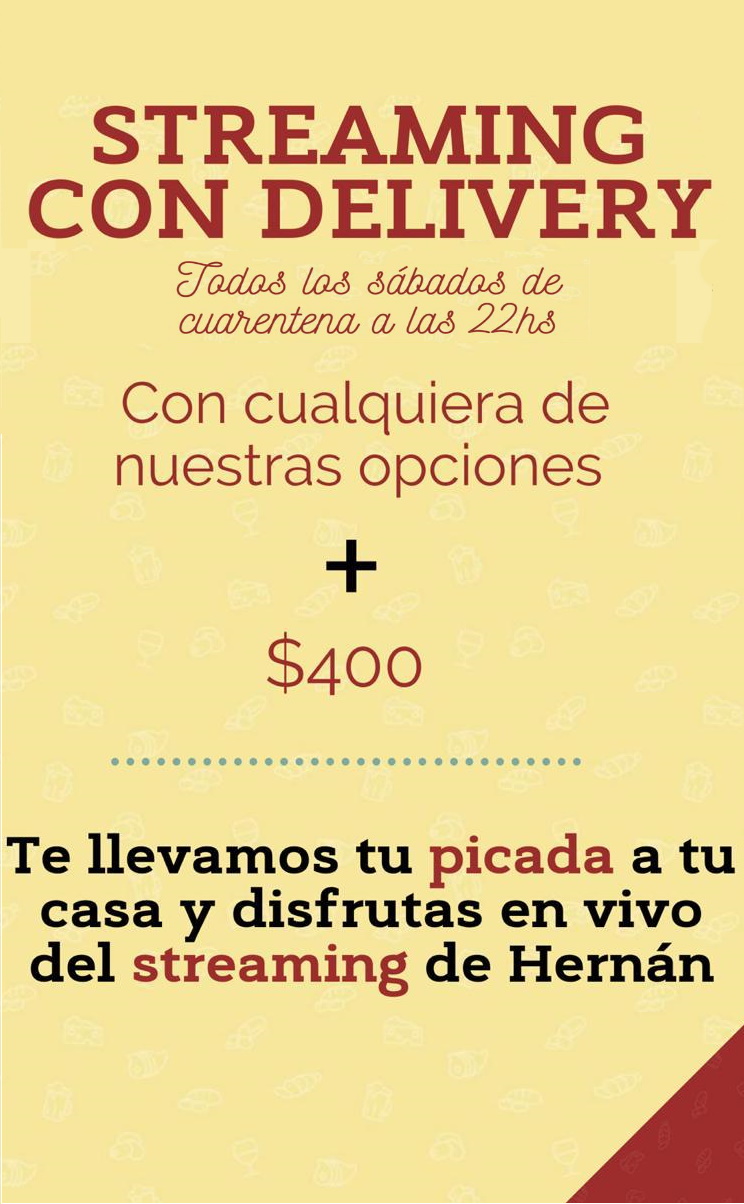 STREAMING
CON DELIVERY
Todos los sábados de
cuarentena a las 22hs
Con cualquiera de
nuestras opciones
+
$400
Te llevamos tu picada a tu
casa y disfrutas en vivo
del streaming de Hernán